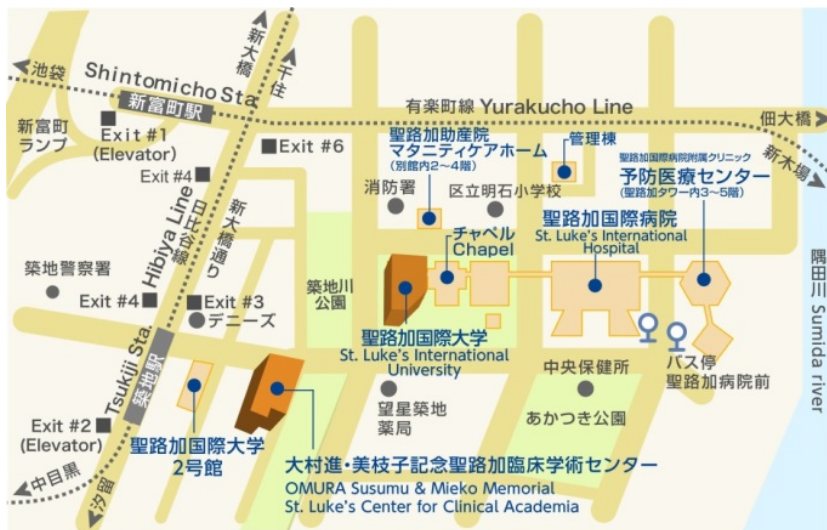 新大橋
千住
池袋
Shintomicho Sta.
新富町駅
有楽町線 Yurakucho Line
佃大橋
新木場
新富町
ランプ
Exit #1
(Elevator)
Exit #6
聖路加助産院
マタニティケアホーム
(別館内2〜4階)
管理棟
聖路加国際病院附属クリニック
予防医療センター
(聖路加タワー内3〜5階)
Exit #4
消防署
区立明石小学校
聖路加国際病院
St. Luke's International
Hospital
チャペル
Chapel
Hibiya Line
日比谷線
新大橋通り
築地警察署
築地川
公園
隅田川 Sumida river
Exit #4
Exit #3
デニーズ
聖路加国際大学
St. Luke's International
University
バス停
聖路加病院前
中央保健所
Tsukiji Sta.
築地駅
望星築地
薬局
あかつき公園
Exit #2
(Elevator)
聖路加国際大学
2号館
大村進・美枝子記念聖路加臨床学術センター
OMURA Susumu & Mieko Memorial
St. Luke's Center for Clinical Academia
中目黒
汐留